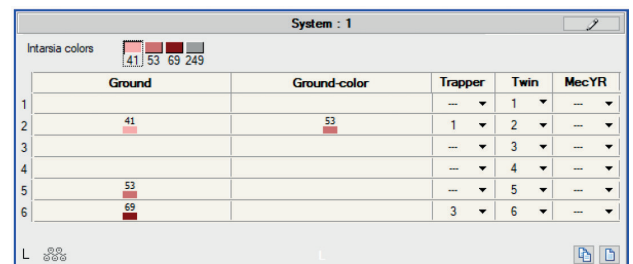 System : 1
Intarsia colors
41 53 69 249
Ground Ground-color Trapper Twin MecYR
1 --- 1 ---
2 41 53 1 2 ---
3 --- 3 ---
4 --- 4 ---
5 53 --- 5 ---
6 69 3 6 ---
L L